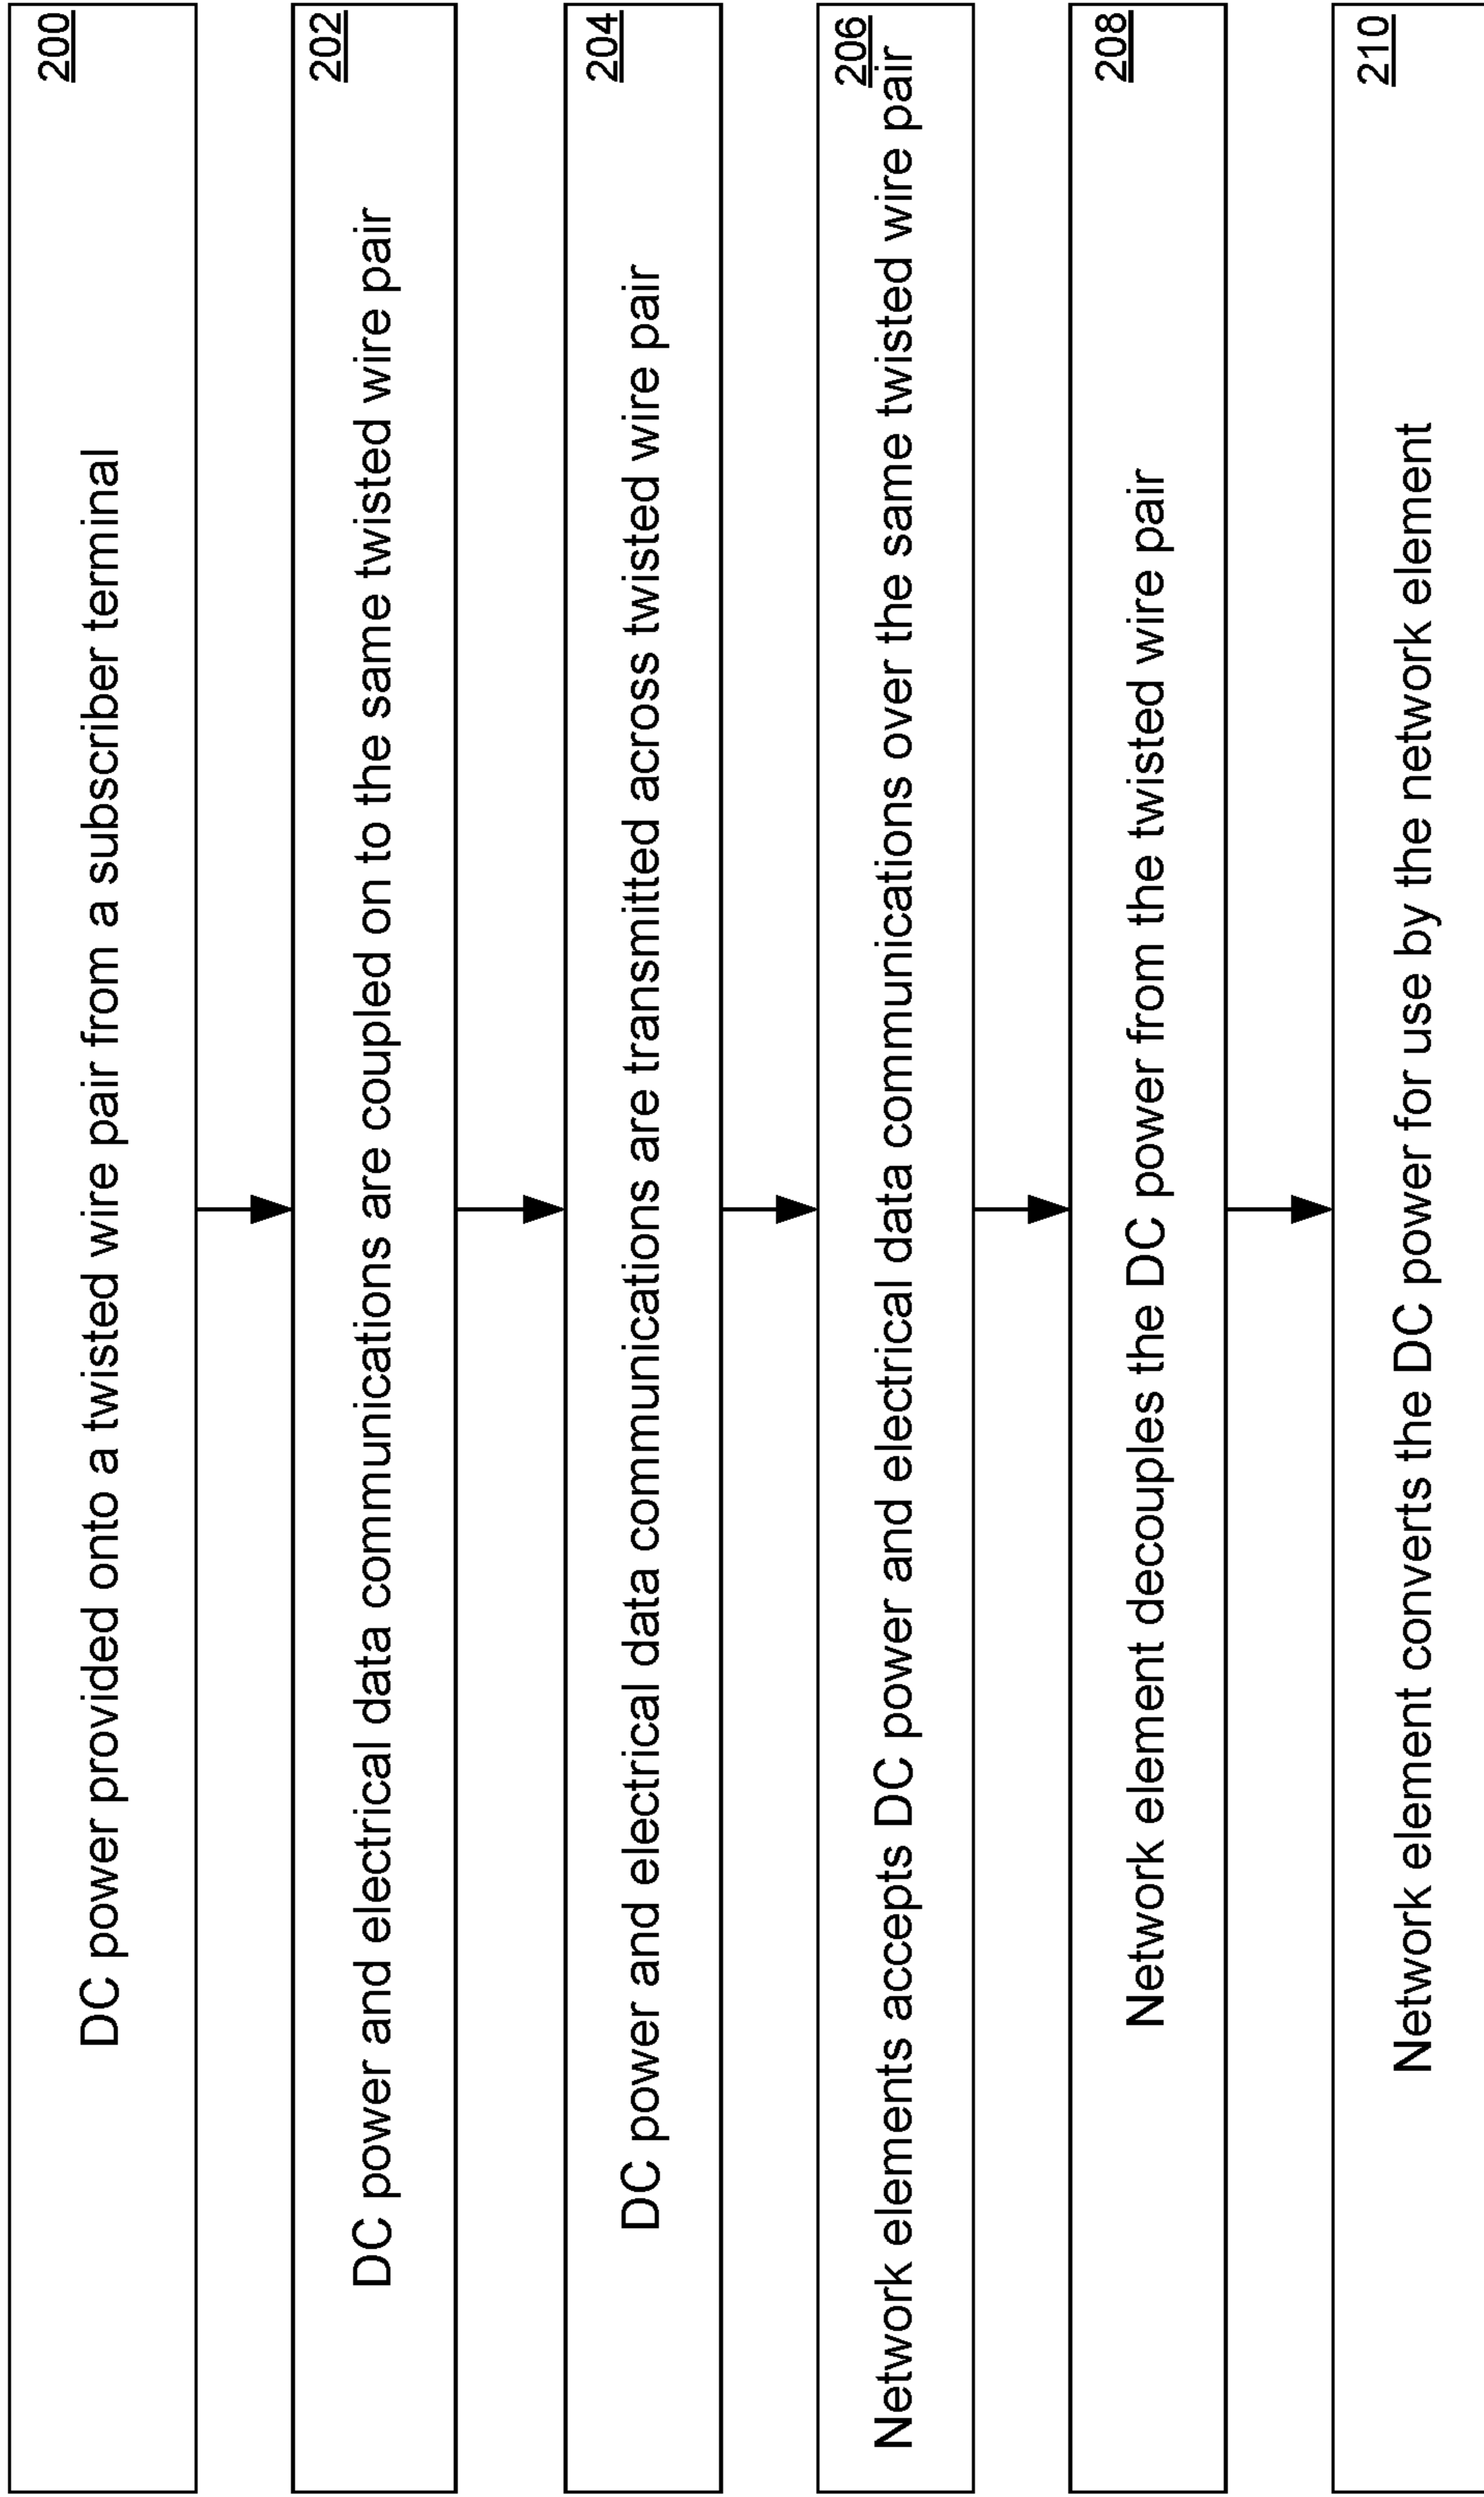 200
DC power provided onto a twisted wire pair from a subscriber terminal
202
DC power and electrical data communications are coupled on to the same twisted wire pair
204
DC power and electrical data communications are transmitted across twisted wire pair
206
Network elements accepts DC power and electrical data communications over the same twisted wire pair
208
Network element decouples the DC power from the twisted wire pair
210
Network element converts the DC power for use by the network element